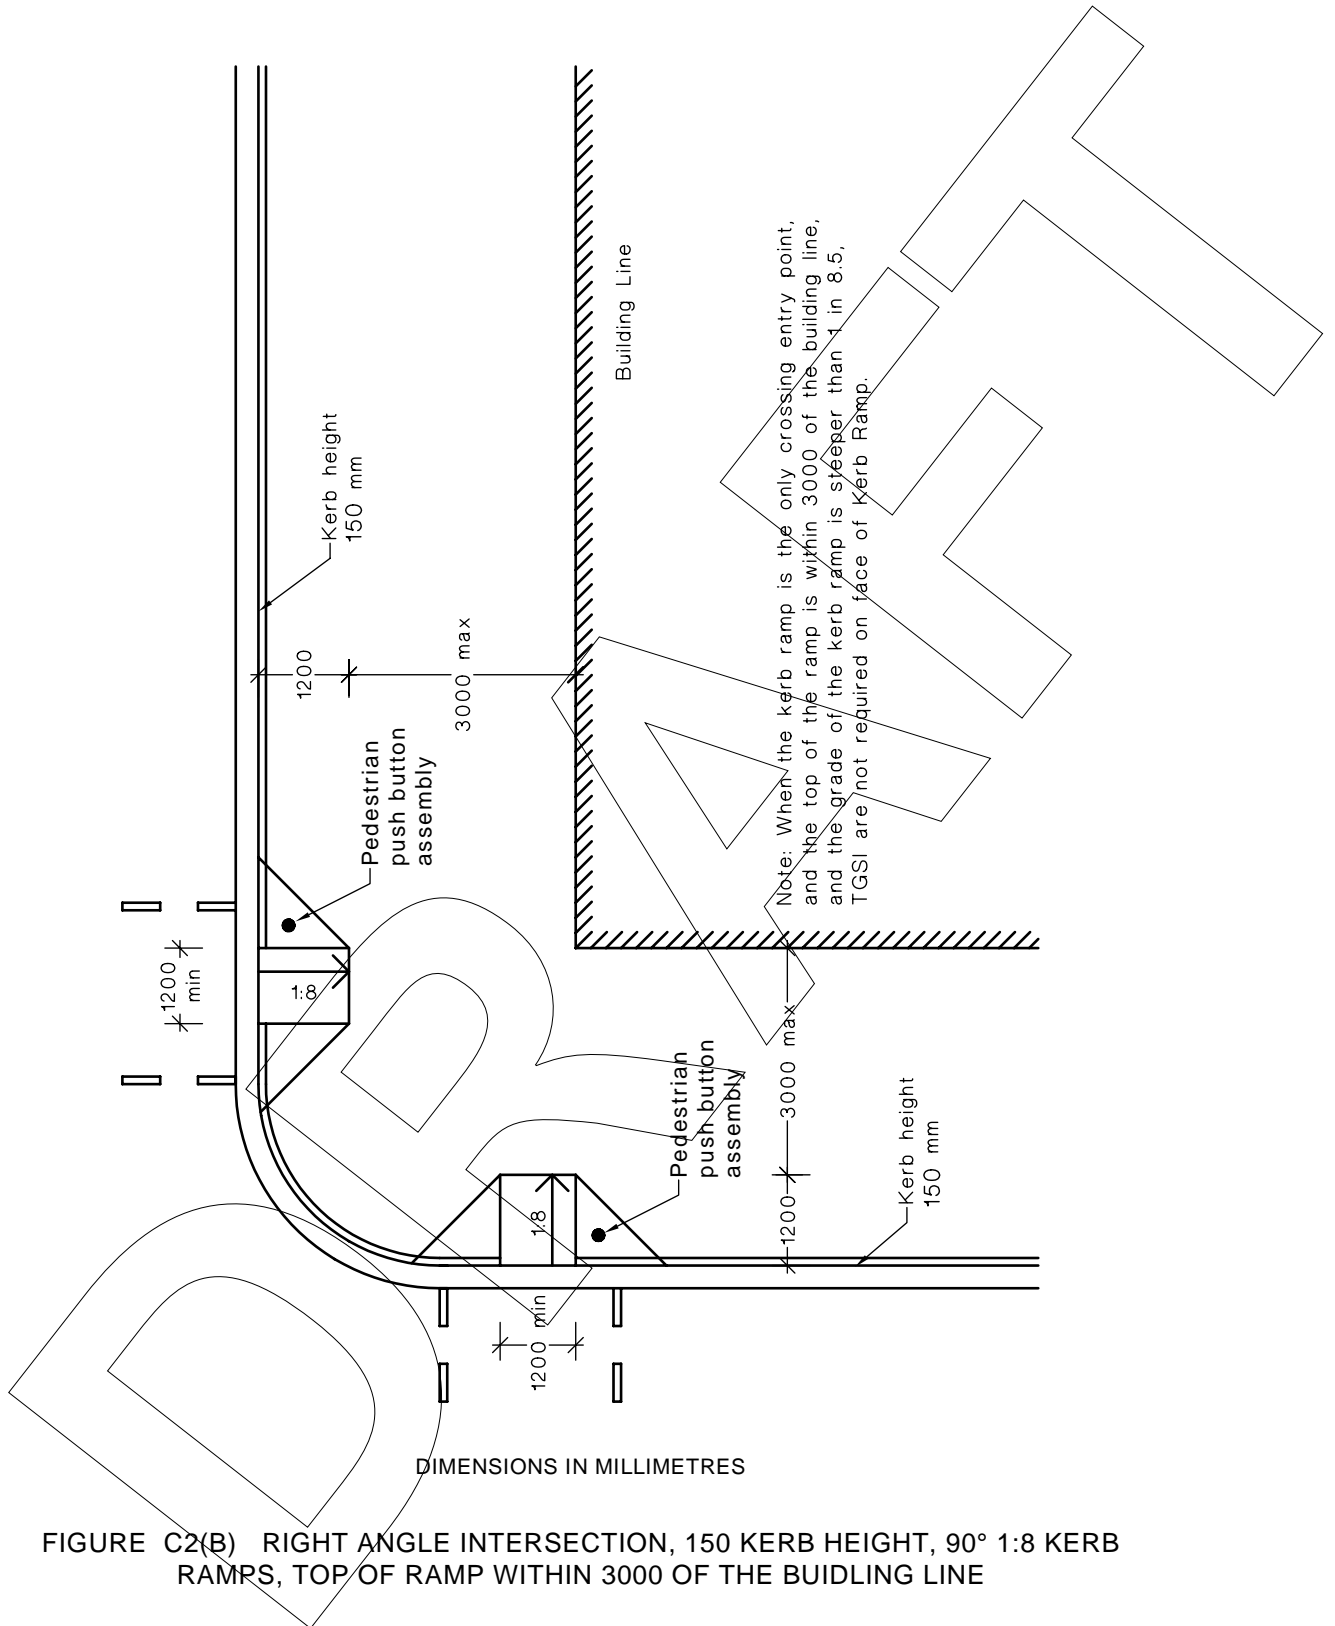 Building Line
Note: When the kerb ramp is the only crossing entry point,
and the top of the ramp is within 3000 of the building line,
and the grade of the kerb ramp is steeper than 1 in 8.5,
TGSI are not required on face of Kerb Ramp.
Kerb height
150 mm
1200
3000 max
Pedestrian
push button
assembly
1200
min
1:8
Pedestrian
push button
assembly
3000 max
1200
Kerb height
150 mm
1:8
1200 min
DRAFT
DIMENSIONS IN MILLIMETRES
FIGURE C2(B) RIGHT ANGLE INTERSECTION, 150 KERB HEIGHT, 90° 1:8 KERB
RAMPS, TOP OF RAMP WITHIN 3000 OF THE BUIDLING LINE